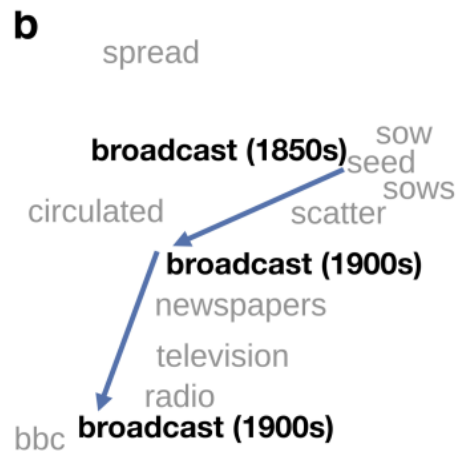 b
spread
broadcast (1850s)
sow
seed
sows
circulated
scatter
broadcast (1900s)
newspapers
television
radio
bbc
broadcast (1900s)